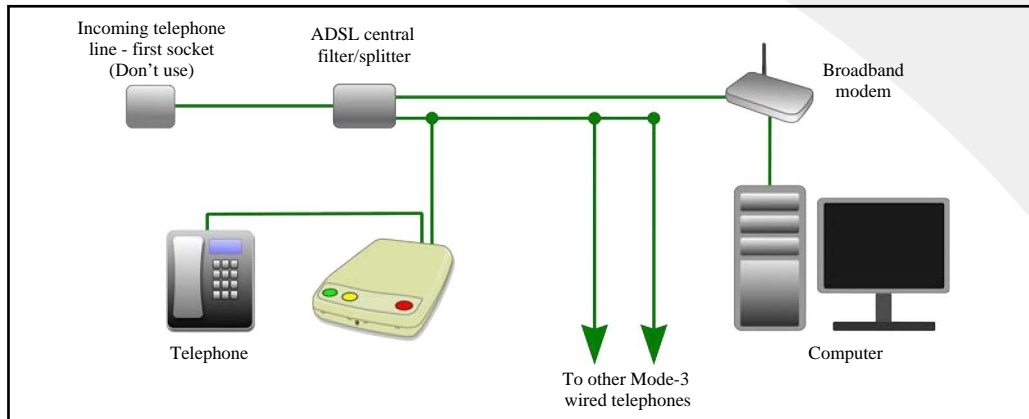 Incoming telephone
line - first socket
(Don't use)
ADSL central
filter/splitter
Broadband
modem
Telephone
Computer
To other Mode-3
wired telephones